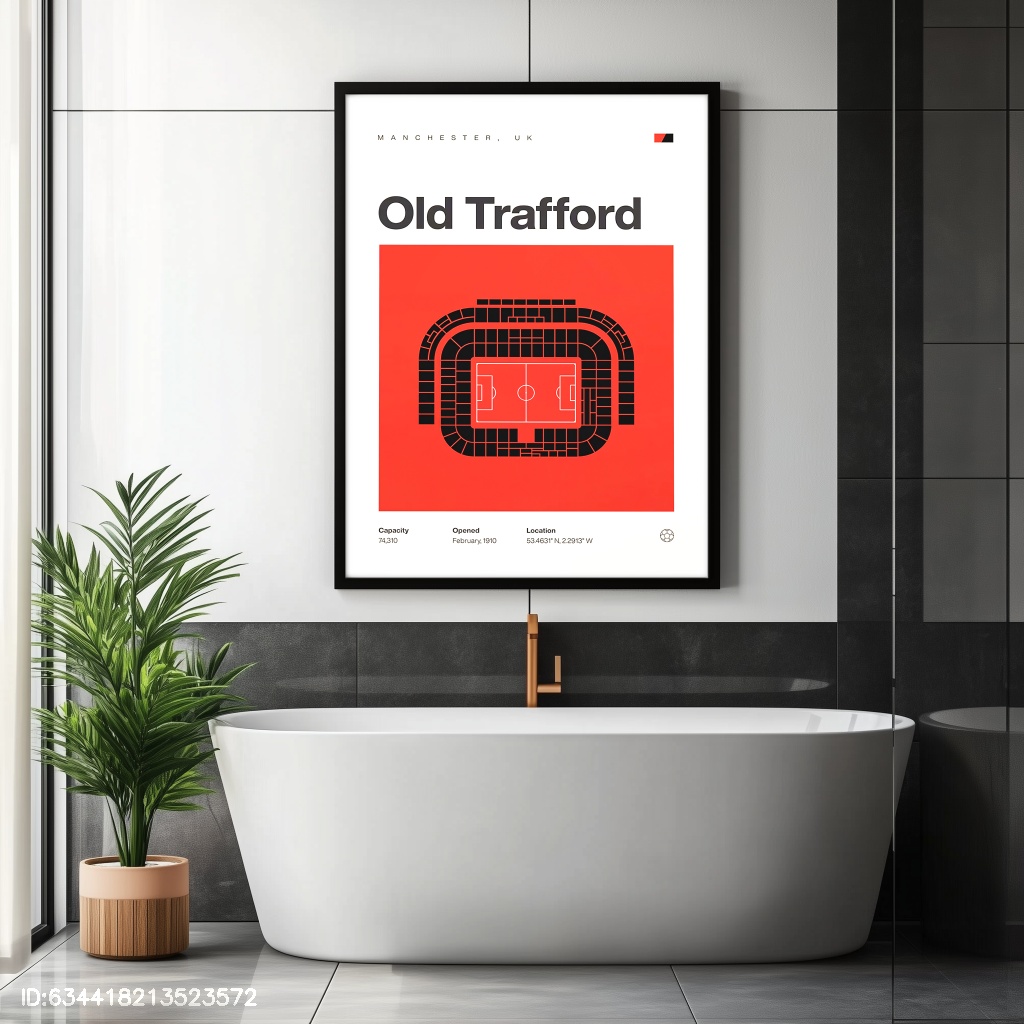 MANCHESTER, UK
Old Trafford
Capacity
74,310
Opened
February, 1910
Location
53.4631° N, 2.2913° W
ID:634418213523572